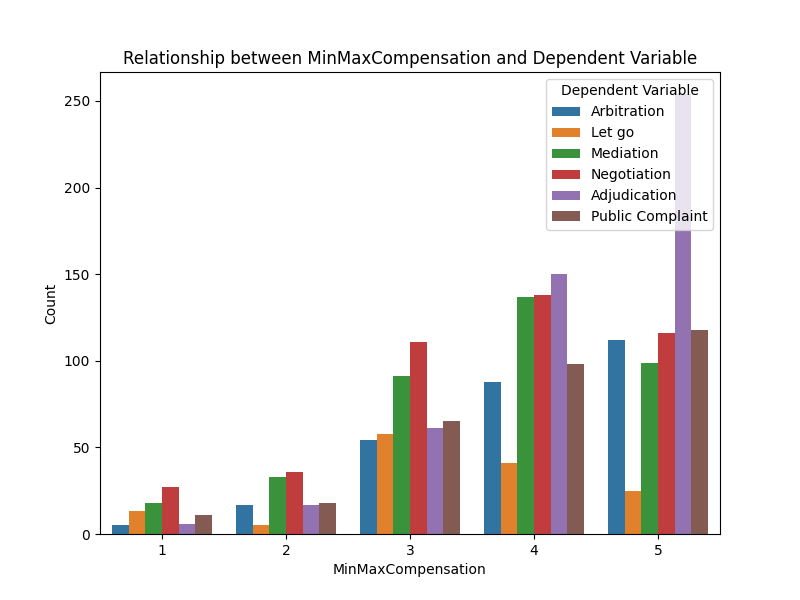 Relationship between MinMaxCompensation and Dependent Variable
Dependent Variable
Arbitration
Let go
Mediation
Negotiation
Adjudication
Public Complaint
250
200
150
100
50
0
Count
1 2 3 4 5
MinMaxCompensation